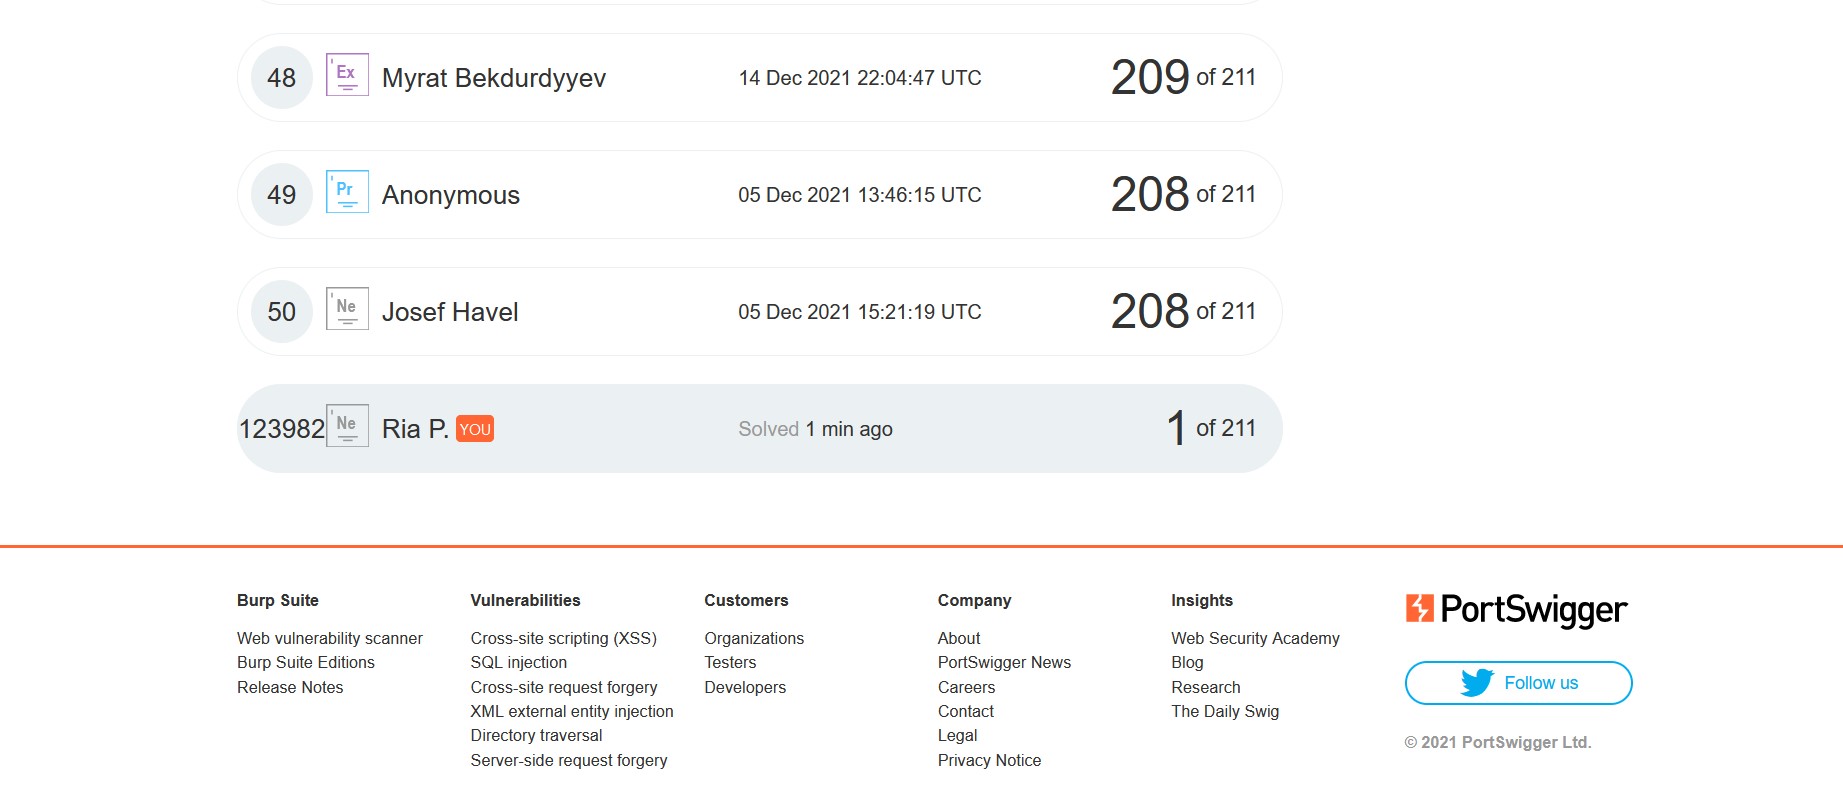 48 Ex Myrat Bekdurdyyev 14 Dec 2021 22:04:47 UTC 209 of 211
49 Pr Anonymous 05 Dec 2021 13:46:15 UTC 208 of 211
50 Ne Josef Havel 05 Dec 2021 15:21:19 UTC 208 of 211
123982 Ne Ria P. YOU Solved 1 min ago 1 of 211
Burp Suite
Web vulnerability scanner
Burp Suite Editions
Release Notes
Vulnerabilities
Cross-site scripting (XSS)
SQL injection
Cross-site request forgery
XML external entity injection
Directory traversal
Server-side request forgery
Customers
Organizations
Testers
Developers
Company
About
PortSwigger News
Careers
Contact
Legal
Privacy Notice
Insights
Web Security Academy
Blog
Research
The Daily Swig
PortSwigger
Follow us
© 2021 PortSwigger Ltd.